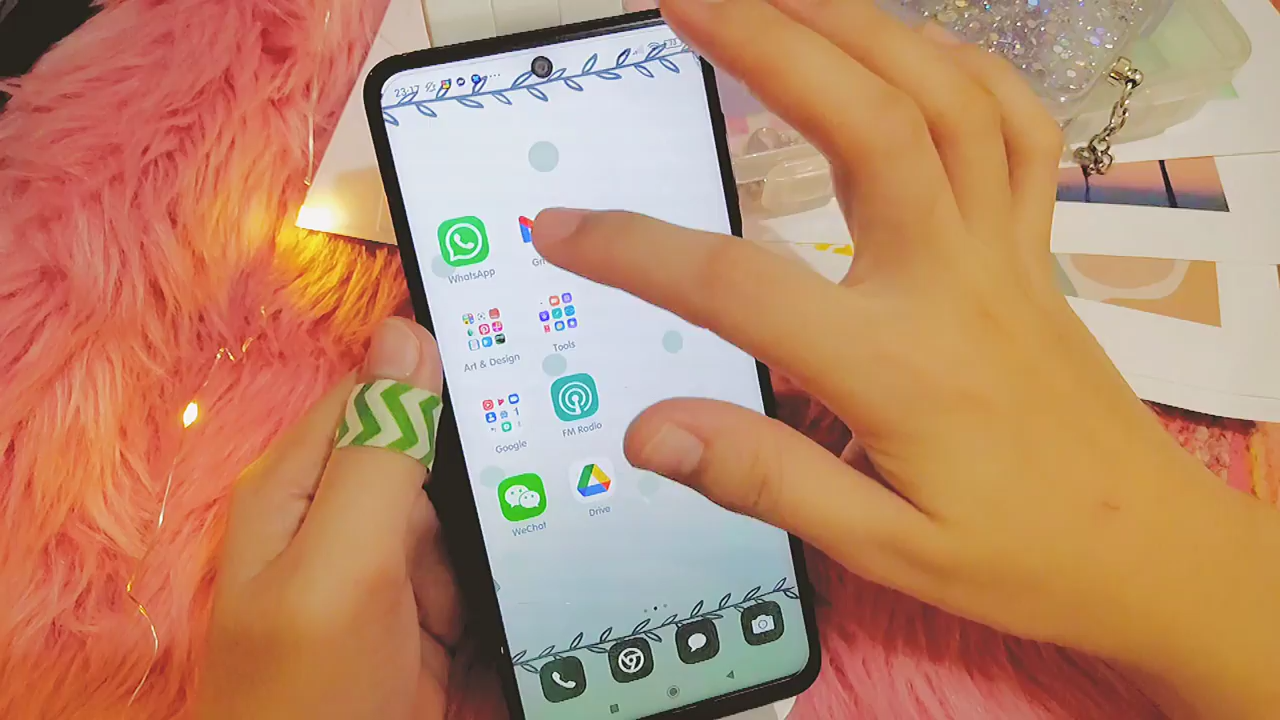 23:17
WhatsApp
Art & Design
Tools
Google
FM Radio
WeChat
Drive